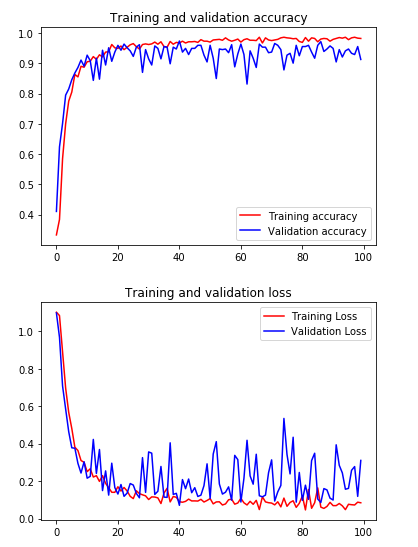 Training and validation accuracy
1.0
0.9
0.8
0.7
0.6
0.5
0.4
Training accuracy
Validation accuracy
0 20 40 60 80 100
Training and validation loss
Training Loss
Validation Loss
1.0
0.8
0.6
0.4
0.2
0.0
0 20 40 60 80 100